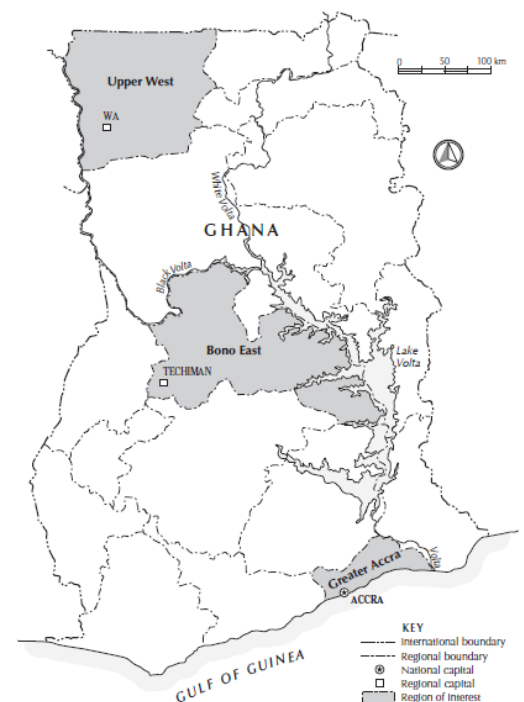 Upper West
WA
0 50 100 km
White Volta
GHANA
Black Volta
Bono East
TECHIMAN
Lake
Volta
Greater Accra
Volta
ACCRA
GULF OF GUINEA
KEY
International boundary
Regional boundary
National capital
Regional capital
Region of Interest